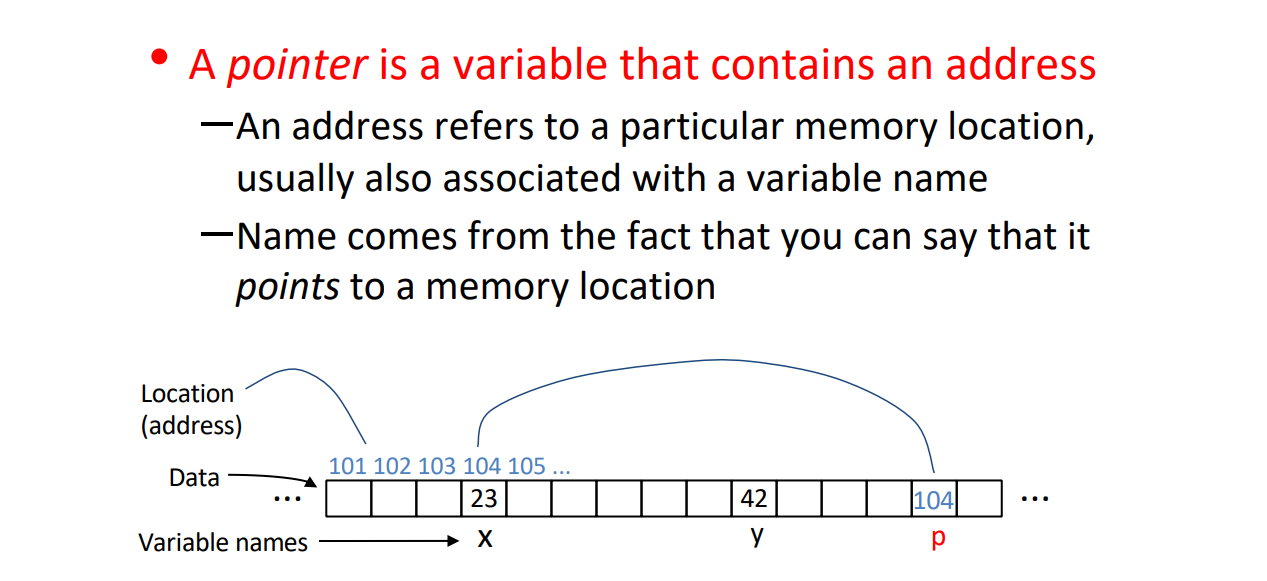 • A pointer is a variable that contains an address
—An address refers to a particular memory location,
usually also associated with a variable name
—Name comes from the fact that you can say that it
points to a memory location
Location
(address)
101 102 103 104 105 ...
Data
... 23 42 104 ...
Variable names x y p